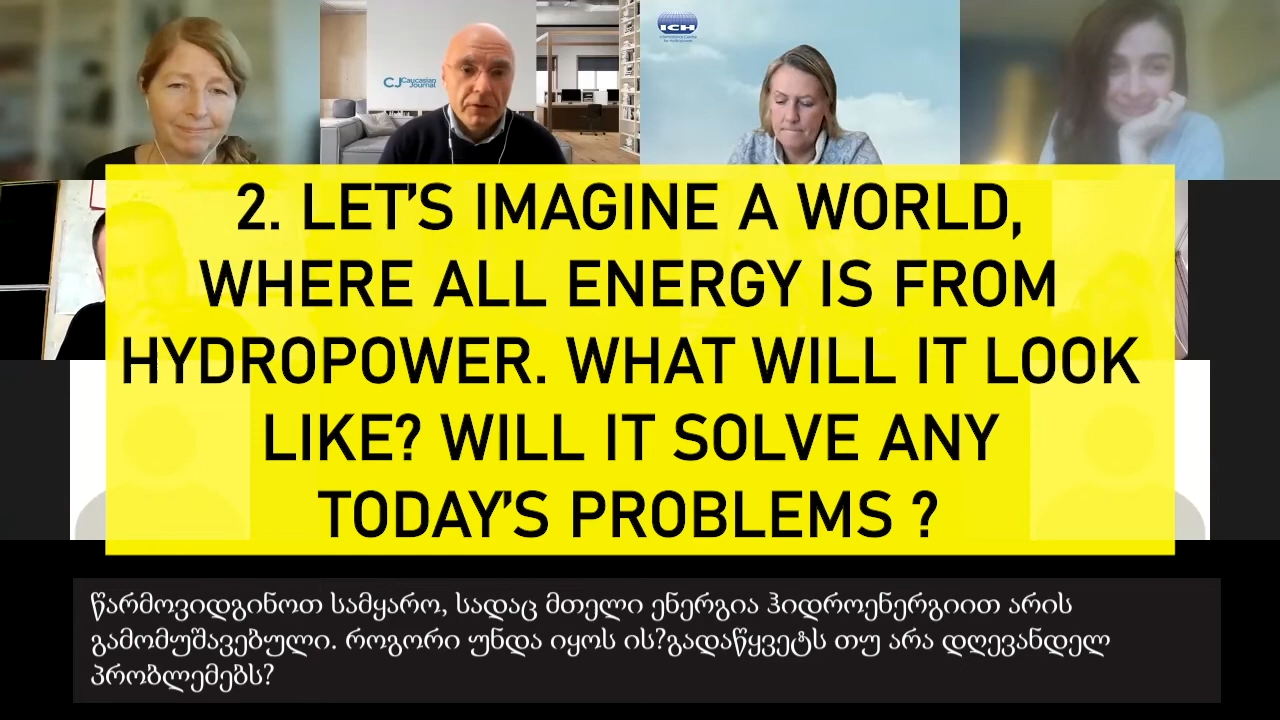 CJ Caucasian
Journal
ICH
2. LET'S IMAGINE A WORLD,
WHERE ALL ENERGY IS FROM
HYDROPOWER. WHAT WILL IT LOOK
LIKE? WILL IT SOLVE ANY
TODAY'S PROBLEMS ?
წარმოვიდგინოთ სამყარო, სადაც მთელი ენერგია ჰიდროენერგიით არის
გამომუშავებული. როგორი უნდა იყოს ის?გადაწყვეტს თუ არა დღევანდელ
პრობლემებს?